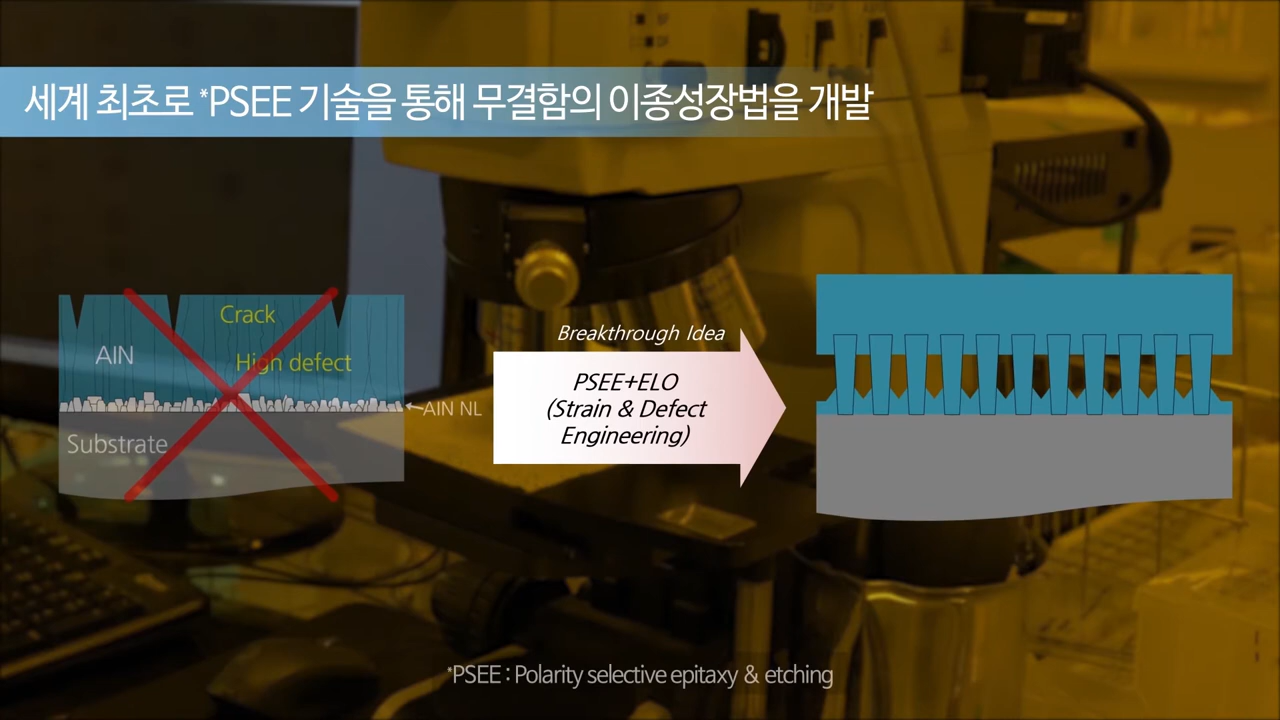 세계 최초로 *PSEE 기술을 통해 무결함의 이종성장법을 개발
Crack
AlN
High defect
AlN NL
Substrate
Breakthrough Idea
PSEE+ELO
(Strain & Defect
Engineering)
*PSEE : Polarity selective epitaxy & etching